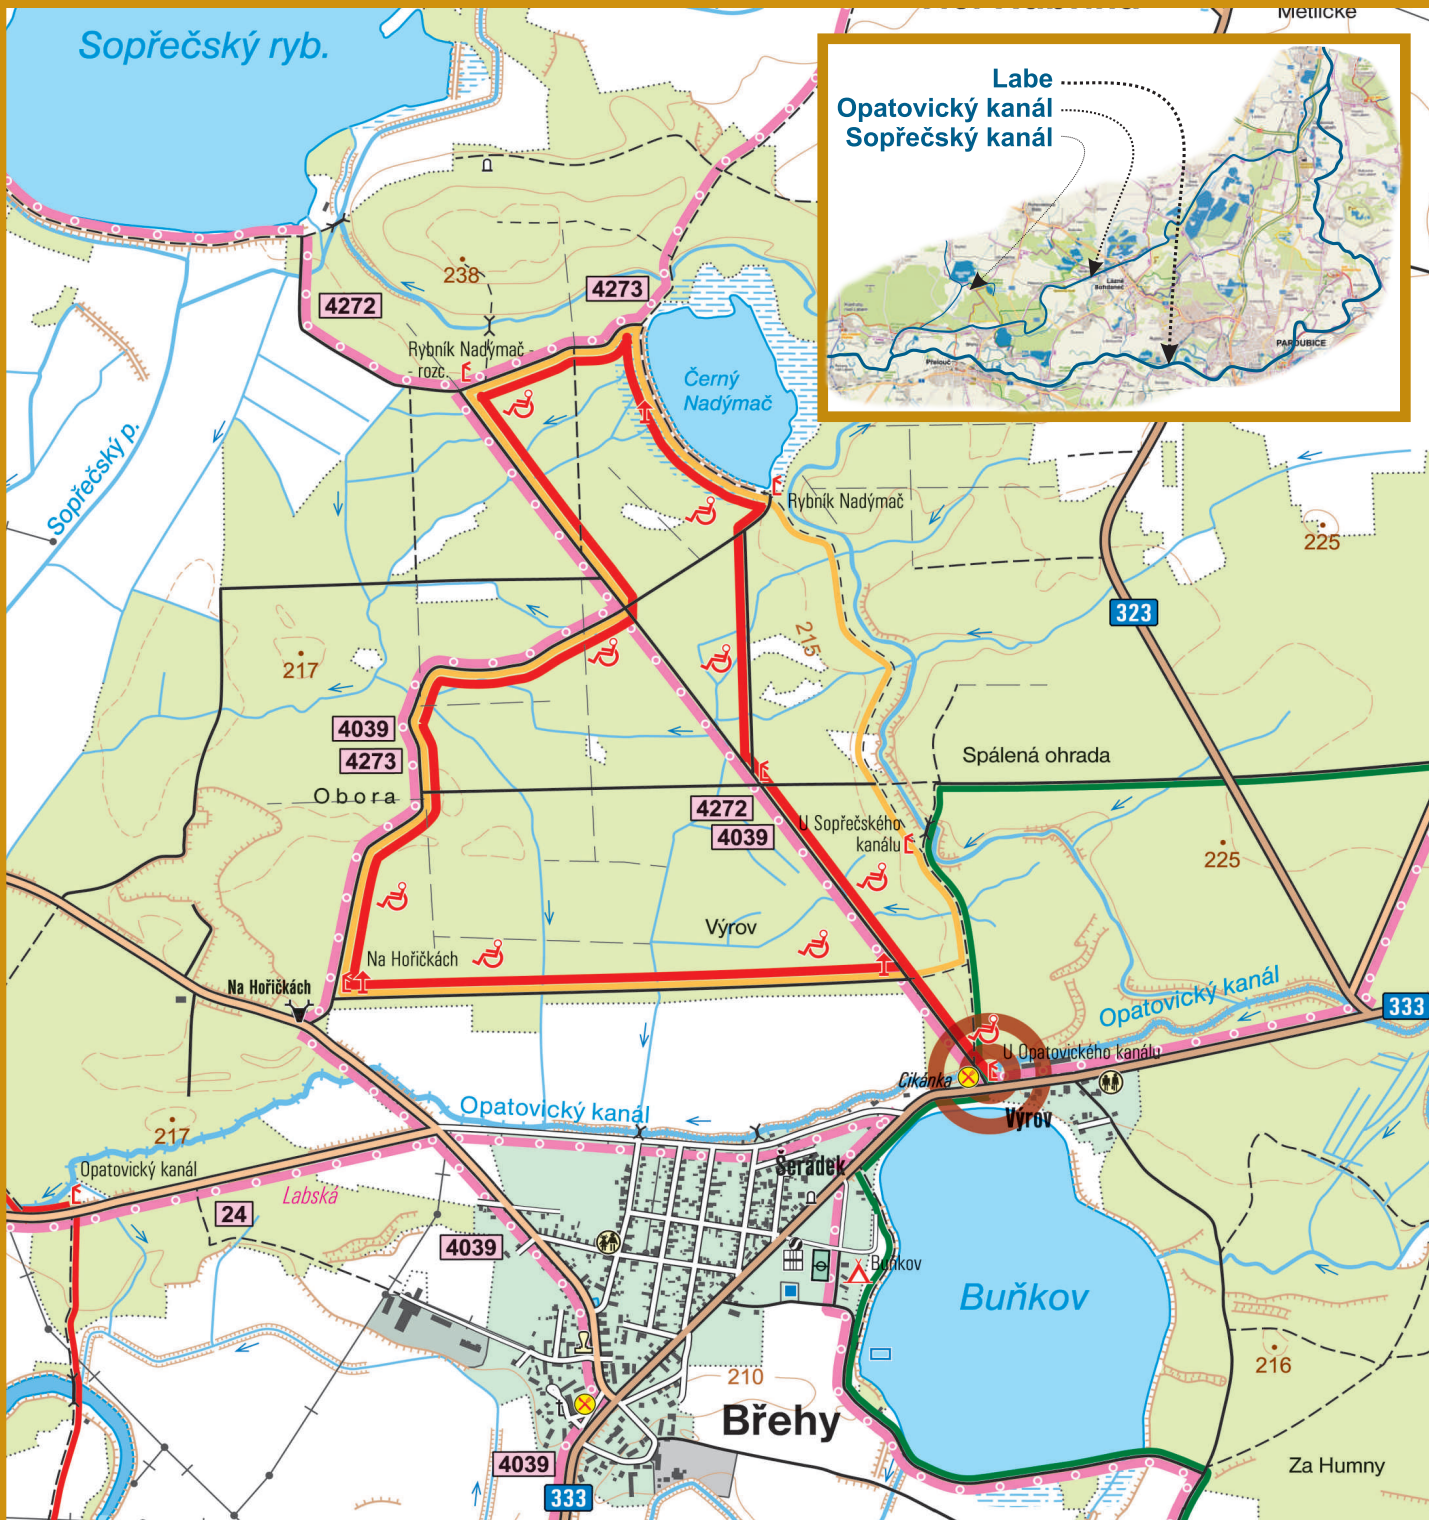 Sopřečský ryb.
Metlické
Labe
Opatovický kanál
Sopřečský kanál
Lázně
Bohdaneč
Přelouč
PARDUBICE
238
4272
4273
Rybník Nadýmač -
- rozc.
Černý
Nadýmač
Sopřečský p.
Rybník Nadýmač
225
323
215
217
4039
4273
Obora
Spálená ohrada
4272
4039
U Sopřečského
kanálu
225
Výrov
Na Hořičkách
Na Hořičkách
Opatovický kanál
333
U Opatovického kanálu
Cikánka
Výrov
Opatovický kanál
217
Opatovický kanál
Labská
24
Šerádek
4039
Buňkov
Buňkov
216
210
Břehy
4039
333
Za Humny